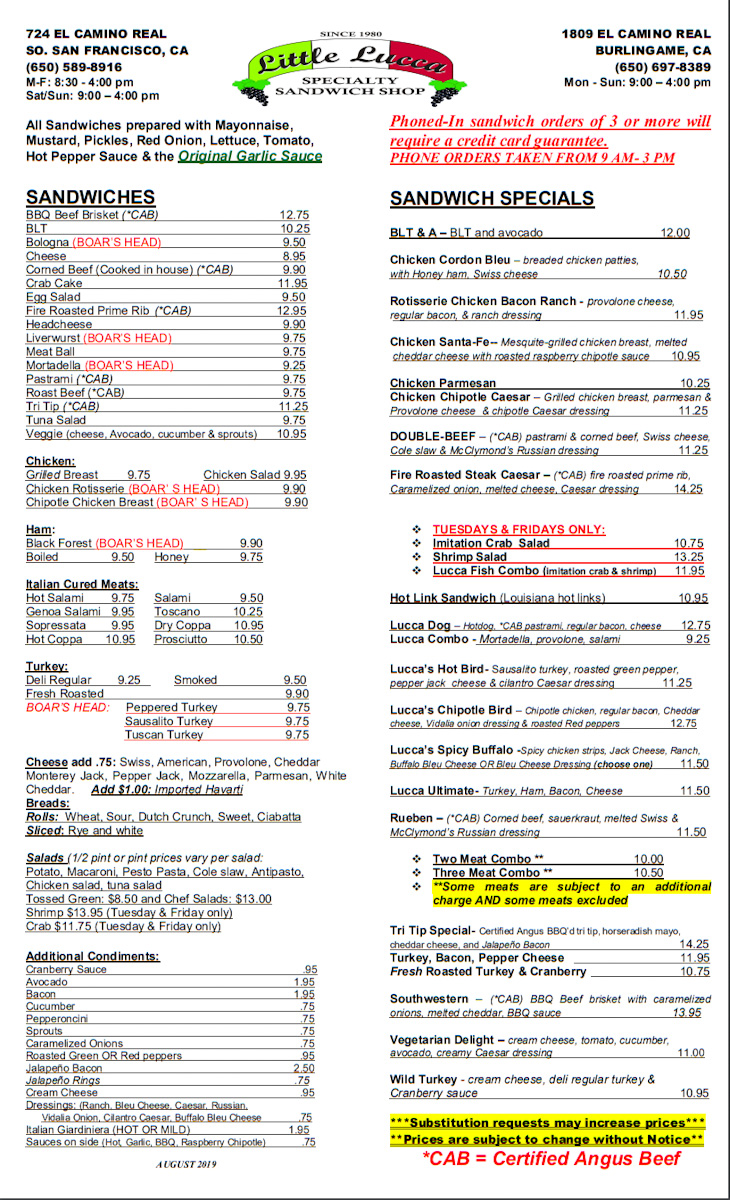 724 EL CAMINO REAL
SO. SAN FRANCISCO, CA
(650) 589-8916
M-F: 8:30 - 4:00 pm
Sat/Sun: 9:00 – 4:00 pm
SINCE 1980
Little Lucca
SPECIALTY
SANDWICH SHOP
1809 EL CAMINO REAL
BURLINGAME, CA
(650) 697-8389
Mon - Sun: 9:00 – 4:00 pm
All Sandwiches prepared with Mayonnaise,
Mustard, Pickles, Red Onion, Lettuce, Tomato,
Hot Pepper Sauce & the Original Garlic Sauce
Phoned-In sandwich orders of 3 or more will
require a credit card guarantee.
PHONE ORDERS TAKEN FROM 9 AM- 3 PM
SANDWICHES
BBQ Beef Brisket (*CAB) 12.75
BLT 10.25
Bologna (BOAR'S HEAD) 9.50
Cheese 8.95
Corned Beef (Cooked in house) (*CAB) 9.90
Crab Cake 11.95
Egg Salad 9.50
Fire Roasted Prime Rib (*CAB) 12.95
Headcheese 9.90
Liverwurst (BOAR'S HEAD) 9.75
Meat Ball 9.75
Mortadella (BOAR'S HEAD) 9.25
Pastrami (*CAB) 9.75
Roast Beef (*CAB) 9.75
Tri Tip (*CAB) 11.25
Tuna Salad 9.75
Veggie (cheese, Avocado, cucumber & sprouts) 10.95
Chicken:
Grilled Breast 9.75 Chicken Salad 9.95
Chicken Rotisserie (BOAR' S HEAD) 9.90
Chipotle Chicken Breast (BOAR' S HEAD) 9.90
Ham:
Black Forest (BOAR'S HEAD) 9.90
Boiled 9.50 Honey 9.75
Italian Cured Meats:
Hot Salami 9.75 Salami 9.50
Genoa Salami 9.95 Toscano 10.25
Sopressata 9.95 Dry Coppa 10.95
Hot Coppa 10.95 Prosciutto 10.50
Turkey:
Deli Regular 9.25 Smoked 9.50
Fresh Roasted 9.90
BOAR'S HEAD: Peppered Turkey 9.75
Sausalito Turkey 9.75
Tuscan Turkey 9.75
Cheese add .75: Swiss, American, Provolone, Cheddar
Monterey Jack, Pepper Jack, Mozzarella, Parmesan, White
Cheddar. Add $1.00: Imported Havarti
Breads:
Rolls: Wheat, Sour, Dutch Crunch, Sweet, Ciabatta
Sliced: Rye and white
Salads (1/2 pint or pint prices vary per salad:
Potato, Macaroni, Pesto Pasta, Cole slaw, Antipasto,
Chicken salad, tuna salad
Tossed Green: $8.50 and Chef Salads: $13.00
Shrimp $13.95 (Tuesday & Friday only)
Crab $11.75 (Tuesday & Friday only)
Additional Condiments:
Cranberry Sauce .95
Avocado 1.95
Bacon 1.95
Cucumber .75
Pepperoncini .75
Sprouts .75
Caramelized Onions .75
Roasted Green OR Red peppers .95
Jalapeño Bacon 2.50
Jalapeño Rings .75
Cream Cheese .95
Dressings: (Ranch, Bleu Cheese, Caesar, Russian,
Vidalia Onion, Cilantro Caesar, Buffalo Bleu Cheese .75
Italian Giardiniera (HOT OR MILD) 1.95
Sauces on side (Hot, Garlic, BBQ, Raspberry Chipotle) .75
AUGUST 2019
SANDWICH SPECIALS
BLT & A – BLT and avocado 12.00
Chicken Cordon Bleu – breaded chicken patties,
with Honey ham, Swiss cheese 10.50
Rotisserie Chicken Bacon Ranch - provolone cheese,
regular bacon, & ranch dressing 11.95
Chicken Santa-Fe-- Mesquite-grilled chicken breast, melted
cheddar cheese with roasted raspberry chipotle sauce 10.95
Chicken Parmesan 10.25
Chicken Chipotle Caesar – Grilled chicken breast, parmesan &
Provolone cheese & chipotle Caesar dressing 11.25
DOUBLE-BEEF – (*CAB) pastrami & corned beef, Swiss cheese,
Cole slaw & McClymond's Russian dressing 11.25
Fire Roasted Steak Caesar – (*CAB) fire roasted prime rib,
Caramelized onion, melted cheese, Caesar dressing 14.25
❖ TUESDAYS & FRIDAYS ONLY:
❖ Imitation Crab Salad 10.75
❖ Shrimp Salad 13.25
❖ Lucca Fish Combo (imitation crab & shrimp) 11.95
Hot Link Sandwich (Louisiana hot links) 10.95
Lucca Dog – Hotdog, *CAB pastrami, regular bacon, cheese 12.75
Lucca Combo - Mortadella, provolone, salami 9.25
Lucca's Hot Bird- Sausalito turkey, roasted green pepper,
pepper jack cheese & cilantro Caesar dressing 11.25
Lucca's Chipotle Bird – Chipotle chicken, regular bacon, Cheddar
cheese, Vidalia onion dressing & roasted Red peppers 12.75
Lucca's Spicy Buffalo -Spicy chicken strips, Jack Cheese, Ranch,
Buffalo Bleu Cheese OR Bleu Cheese Dressing (choose one) 11.50
Lucca Ultimate- Turkey, Ham, Bacon, Cheese 11.50
Rueben – (*CAB) Corned beef, sauerkraut, melted Swiss &
McClymond's Russian dressing 11.50
❖ Two Meat Combo ** 10.00
❖ Three Meat Combo ** 10.50
❖ **Some meats are subject to an additional
charge AND some meats excluded
Tri Tip Special- Certified Angus BBQ'd tri tip, horseradish mayo,
cheddar cheese, and Jalapeño Bacon 14.25
Turkey, Bacon, Pepper Cheese 11.95
Fresh Roasted Turkey & Cranberry 10.75
Southwestern – (*CAB) BBQ Beef brisket with caramelized
onions, melted cheddar, BBQ sauce 13.95
Vegetarian Delight – cream cheese, tomato, cucumber,
avocado, creamy Caesar dressing 11.00
Wild Turkey - cream cheese, deli regular turkey &
Cranberry sauce 10.95
***Substitution requests may increase prices***
**Prices are subject to change without Notice**
*CAB = Certified Angus Beef